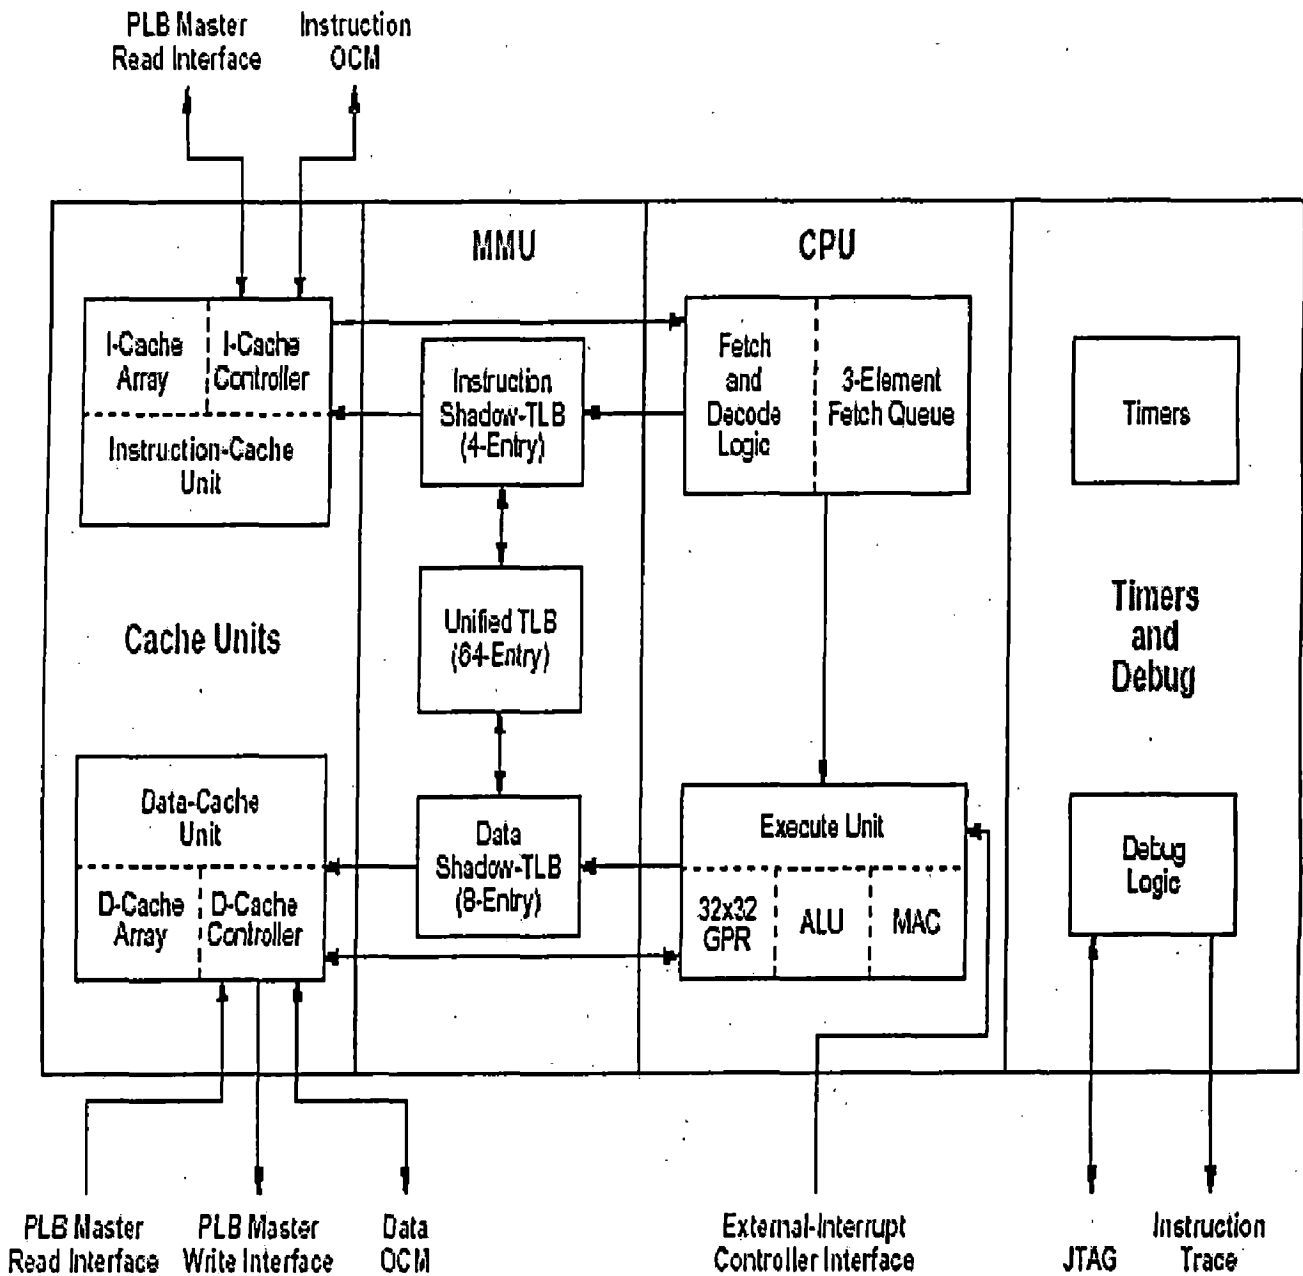 PLB Master
Read Interface
Instruction
OCM
MMU
CPU
I-Cache
Array
I-Cache
Controller
Instruction-Cache
Unit
Instruction
Shadow-TLB
(4-Entry)
Fetch
and
Decode
Logic
3-Element
Fetch Queue
Timers
Cache Units
Unified TLB
(64-Entry)
Timers
and
Debug
Data-Cache
Unit
D-Cache
Array
D-Cache
Controller
Data
Shadow-TLB
(8-Entry)
Execute Unit
32x32
GPR
ALU
MAC
Debug
Logic
PLB Master
Read Interface
PLB Master
Write Interface
Data
OCM
External-Interrupt
Controller Interface
JTAG
Instruction
Trace